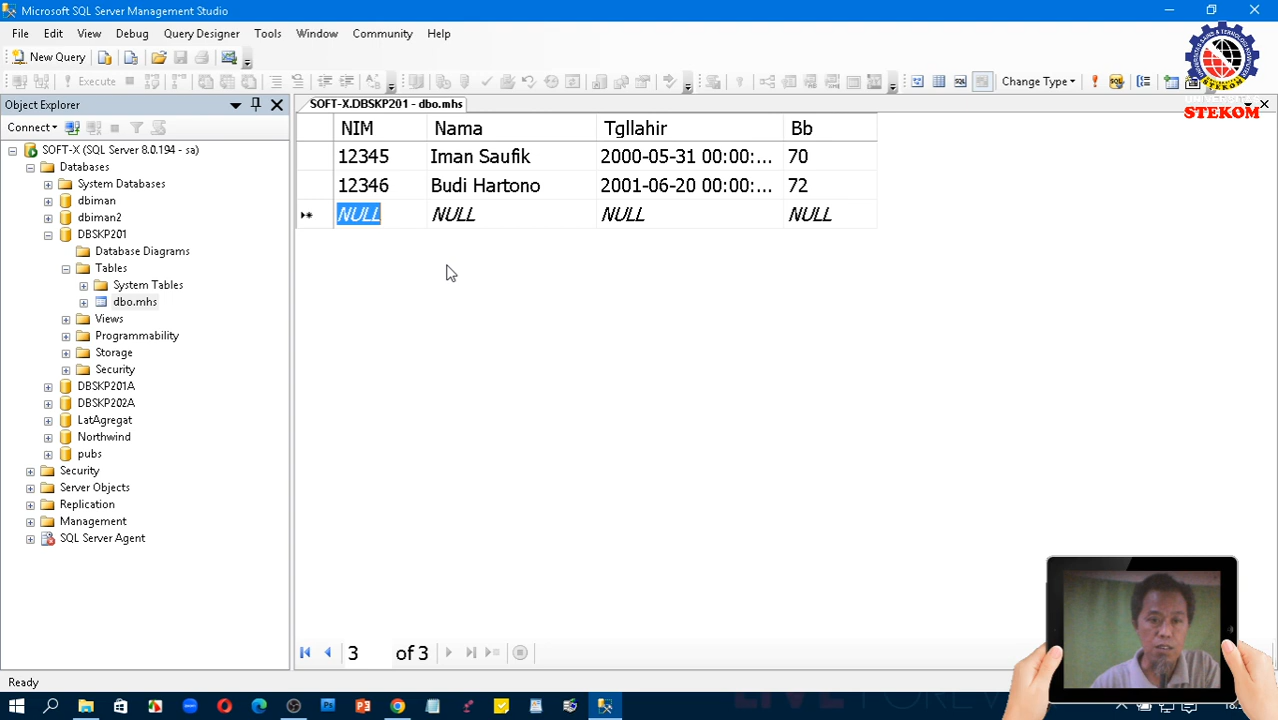 Microsoft SQL Server Management Studio
File Edit View Debug Query Designer Tools Window Community Help
New Query
Execute
Change Type
STEKOM
Object Explorer
SOFT-X.DBSKP201 - dbo.mhs
Connect
SOFT-X (SQL Server 8.0.194 - sa)
Databases
System Databases
dbiman
dbiman2
DBSKP201
Database Diagrams
Tables
System Tables
dbo.mhs
Views
Programmability
Storage
Security
DBSKP201A
DBSKP202A
LatAgregat
Northwind
pubs
Security
Server Objects
Replication
Management
SQL Server Agent
NIM Nama Tgllahir Bb
12345 Iman Saufik 2000-05-31 00:00:... 70
12346 Budi Hartono 2001-06-20 00:00:... 72
NULL NULL NULL NULL
3 of 3
Ready